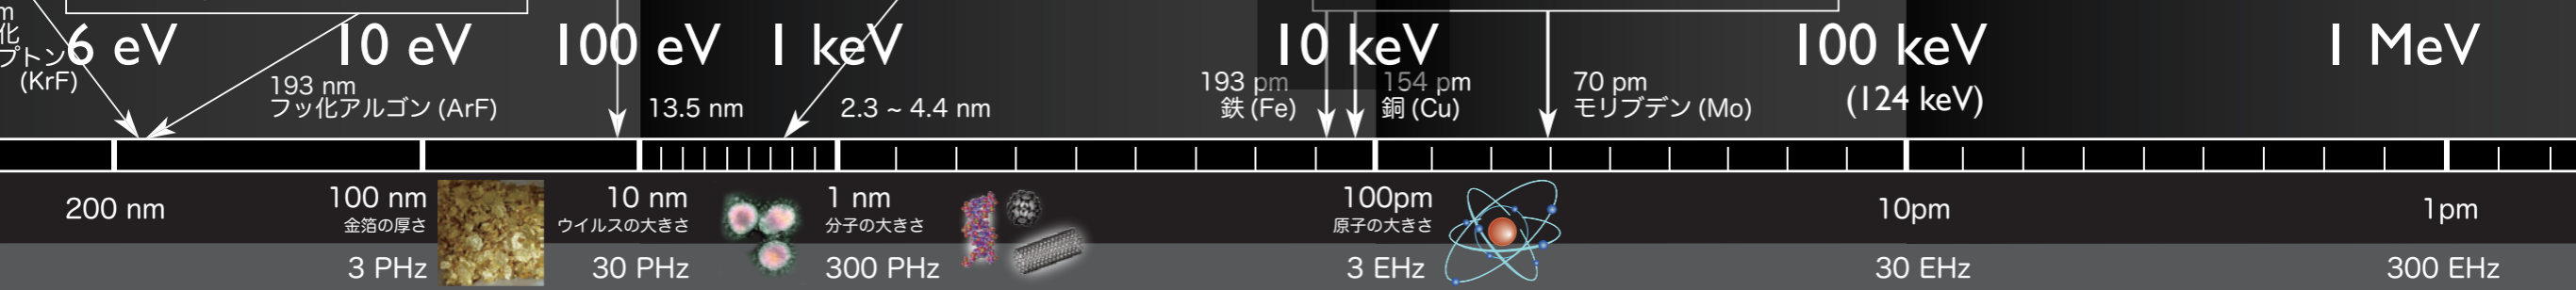 m
化
プトン
(KrF)
6 eV
10 eV
100 eV
1 keV
10 keV
100 keV
(124 keV)
1 MeV
193 nm
フッ化アルゴン (ArF)
13.5 nm
2.3 ~ 4.4 nm
193 pm
鉄 (Fe)
154 pm
銅 (Cu)
70 pm
モリブデン (Mo)
200 nm
100 nm
金箔の厚さ
10 nm
ウイルスの大きさ
1 nm
分子の大きさ
100pm
原子の大きさ
10pm
1pm
3 PHz
30 PHz
300 PHz
3 EHz
30 EHz
300 EHz